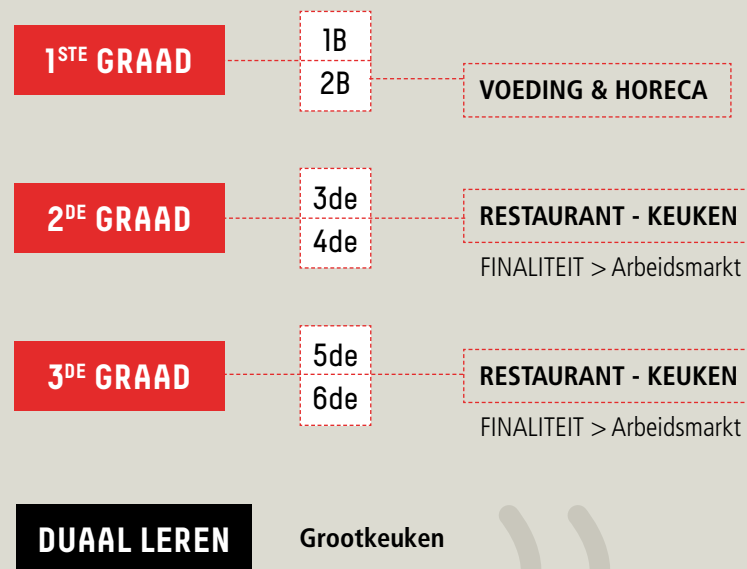 1STE GRAAD
1B
2B
VOEDING & HORECA
2DE GRAAD
3de
4de
RESTAURANT - KEUKEN
FINALITEIT > Arbeidsmarkt
3DE GRAAD
5de
6de
RESTAURANT - KEUKEN
FINALITEIT > Arbeidsmarkt
DUAAL LEREN
Grootkeuken